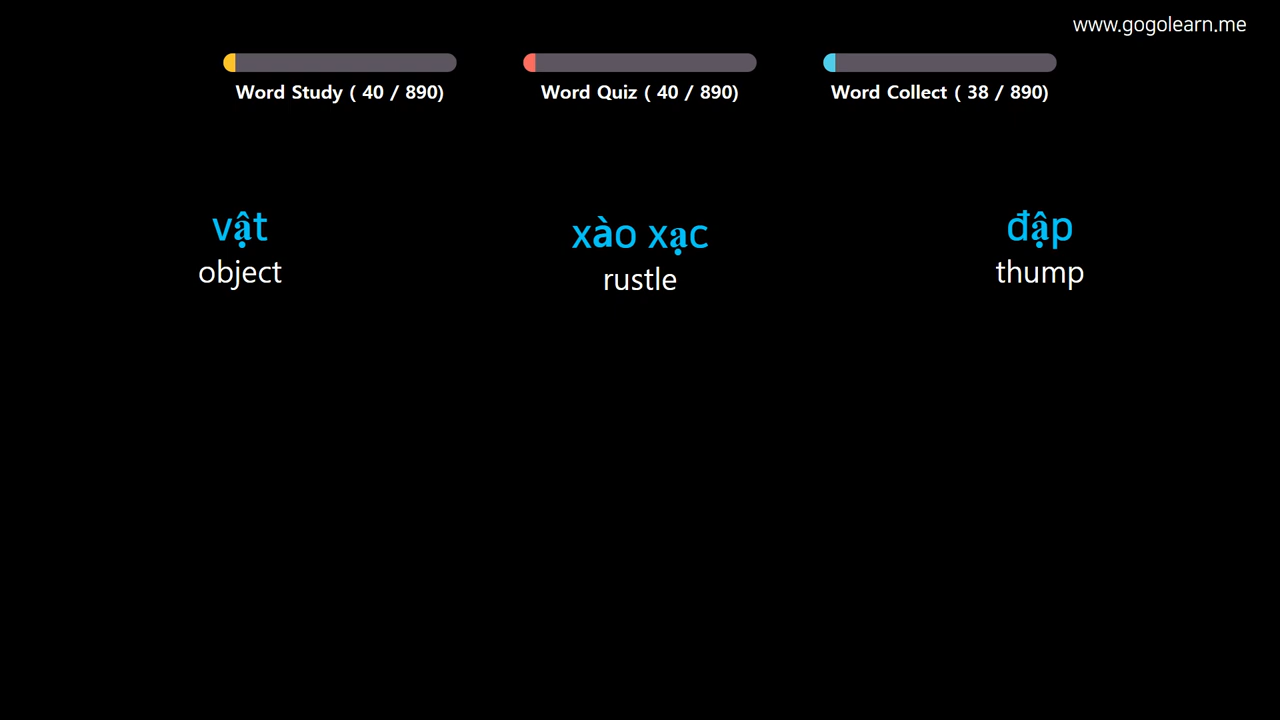 www.gogolearn.me
Word Study ( 40 / 890)
Word Quiz ( 40 / 890)
Word Collect ( 38 / 890)
vật
object
xào xạc
rustle
đập
thump